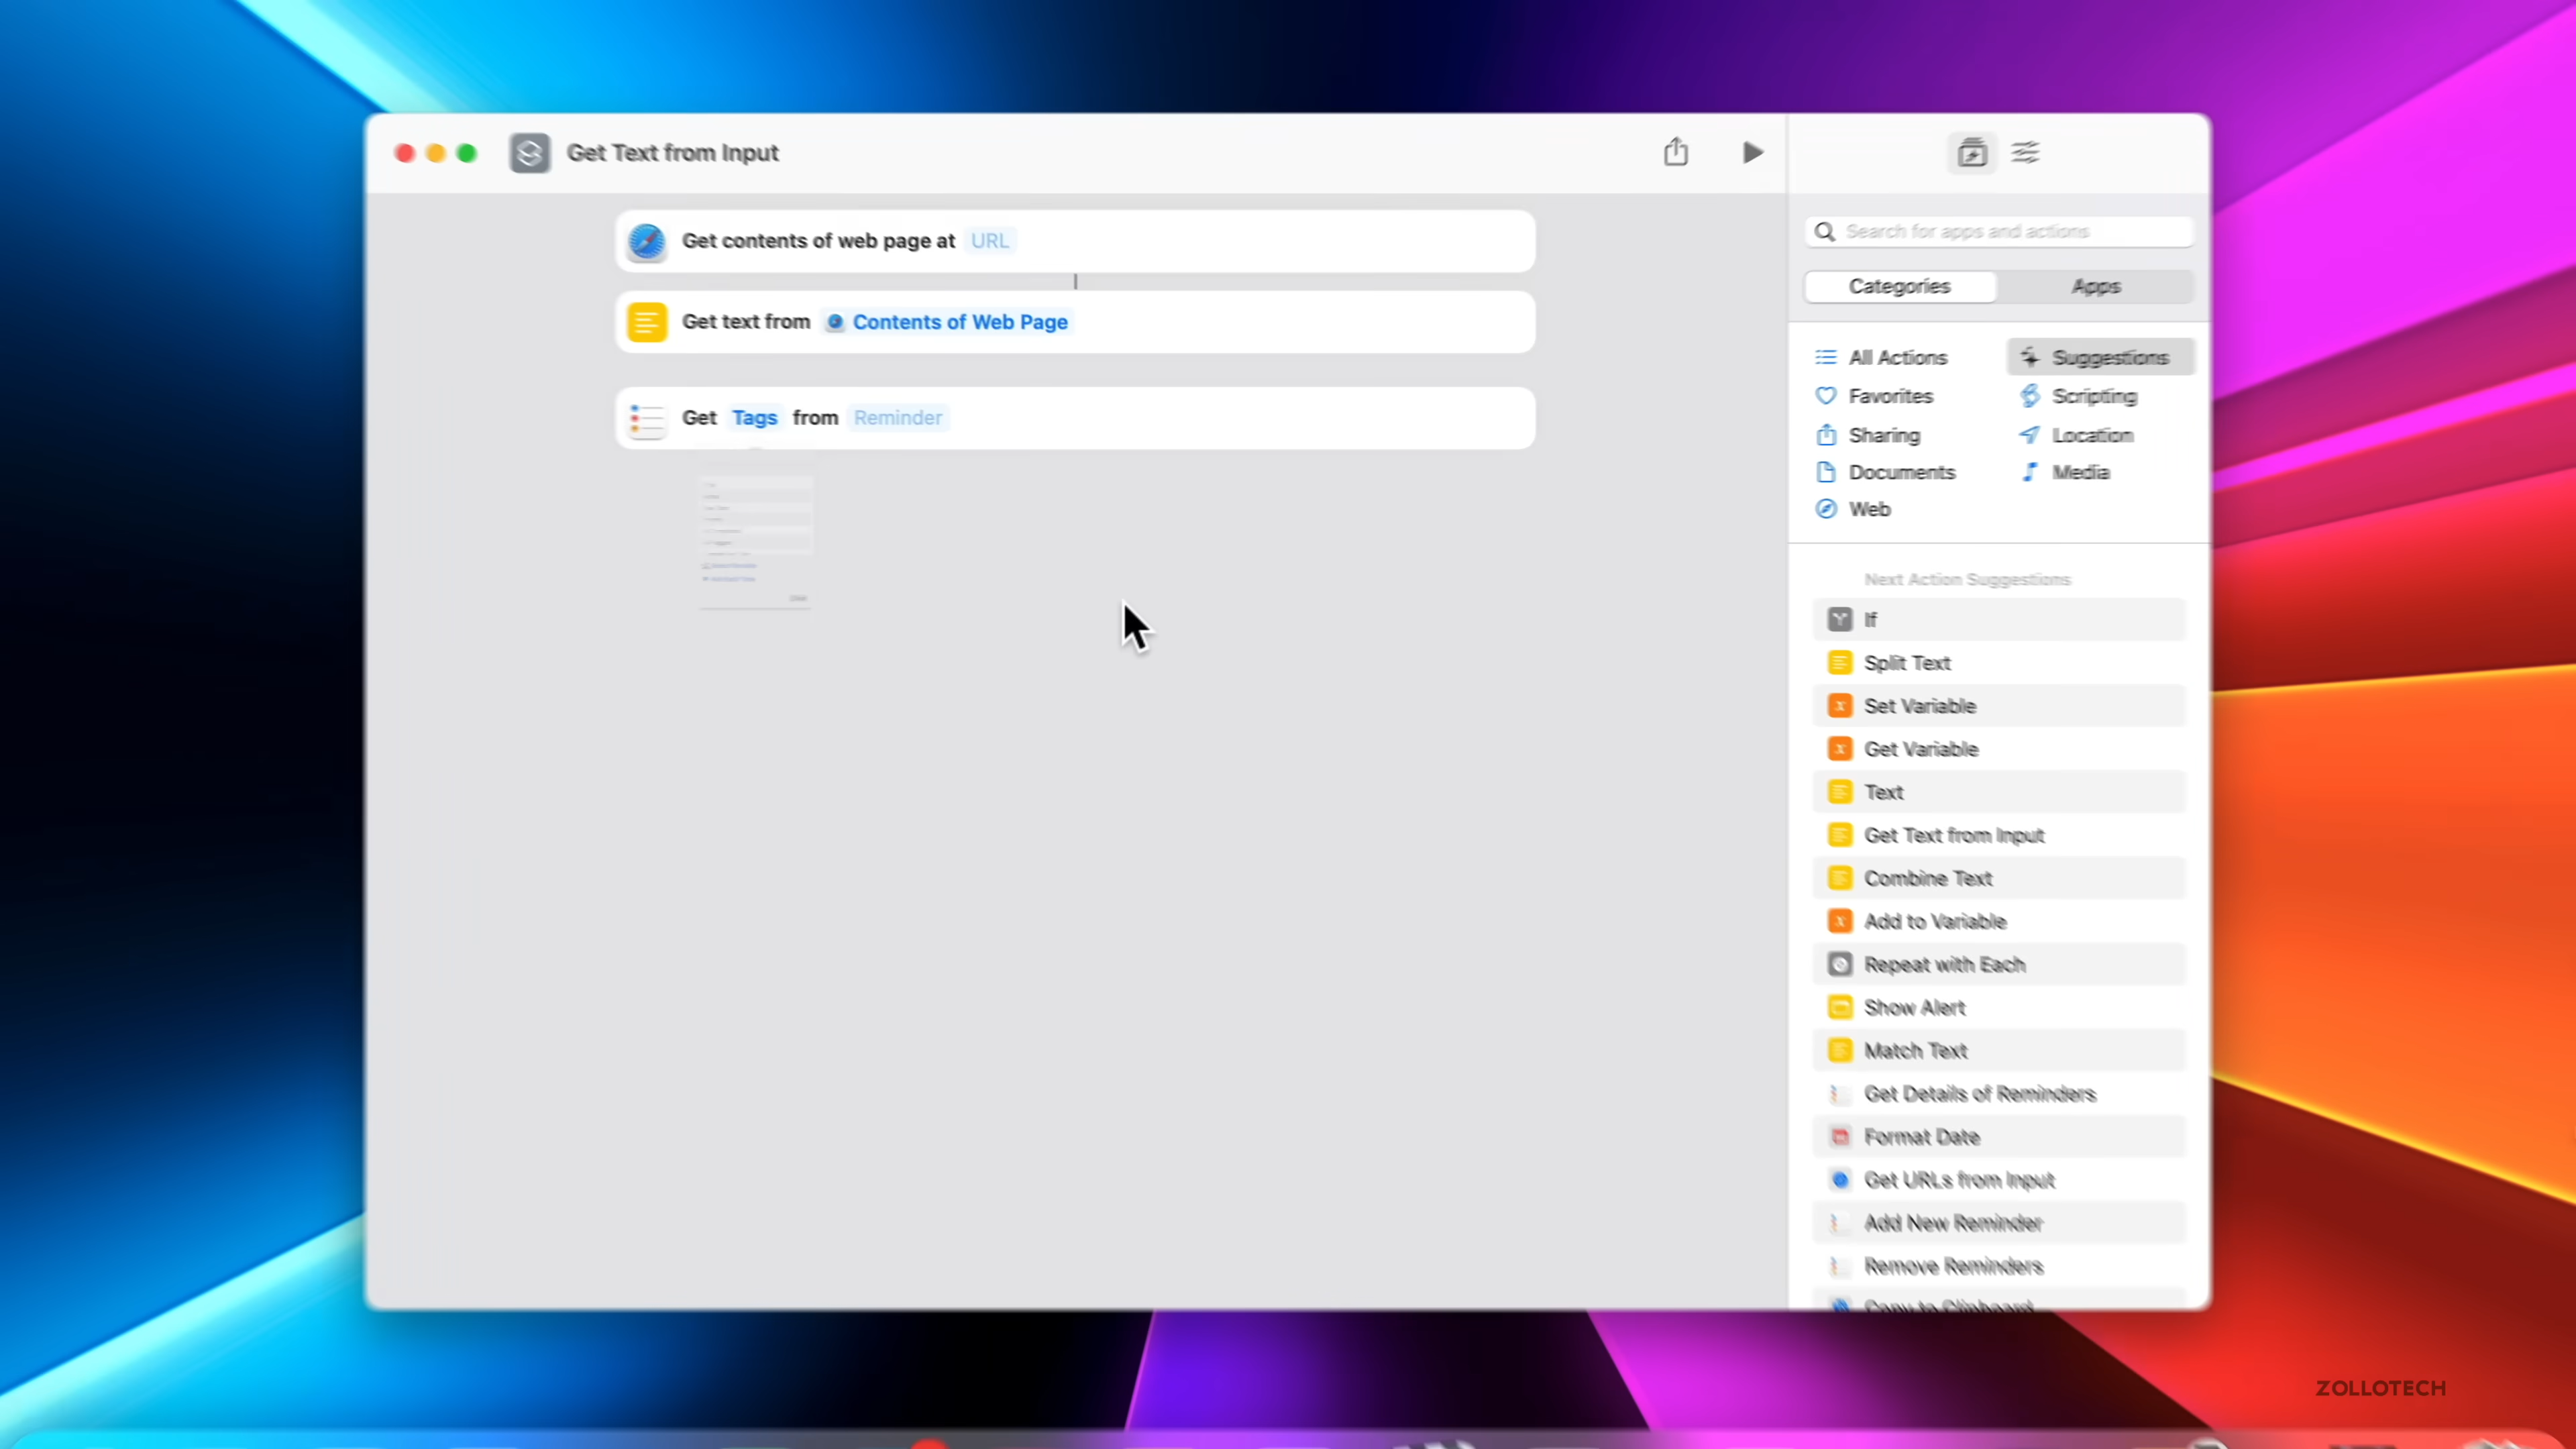 Get Text from Input
Get contents of web page at URL
Get text from Contents of Web Page
Get Tags from Reminder
Search for apps and actions
Categories Apps
All Actions Suggestions
Favorites Scripting
Sharing Location
Documents Media
Web
Next Action Suggestions
If
Split Text
Set Variable
Get Variable
Text
Get Text from Input
Combine Text
Add to Variable
Repeat with Each
Show Alert
Match Text
Get Details of Reminders
Format Date
Get URLs from Input
Add New Reminder
Remove Reminders
Copy to Clipboard
ZOLLOTECH